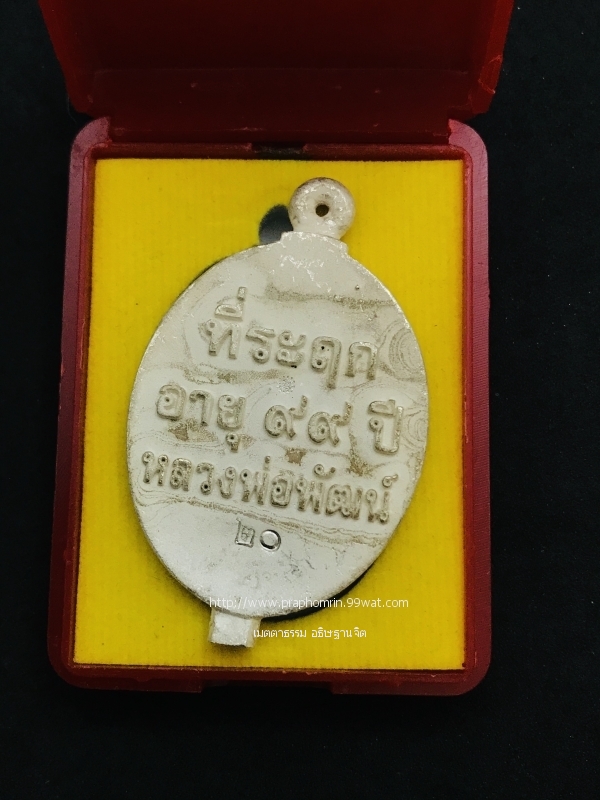 ที่ระฤก
อายุ ๙๙ ปี
หลวงพ่อพัฒน์
๒๐
http://www.praphomrin.99wat.com
เมตตาธรรม อธิษฐานจิต